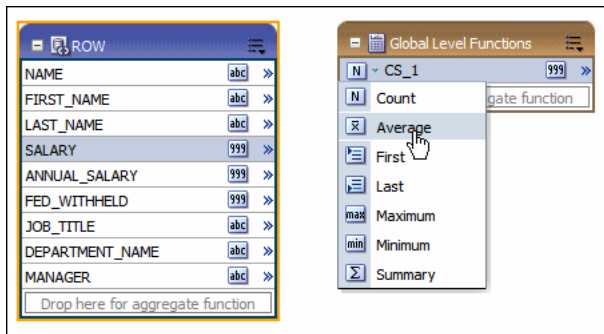 ROW
NAME abc
FIRST_NAME abc
LAST_NAME abc
SALARY 999
ANNUAL_SALARY 999
FED_WITHHELD 999
JOB_TITLE abc
DEPARTMENT_NAME abc
MANAGER abc
Drop here for aggregate function
Global Level Functions
N CS_1 999
gate function
N Count
x̄ Average
First
Last
max Maximum
min Minimum
Σ Summary